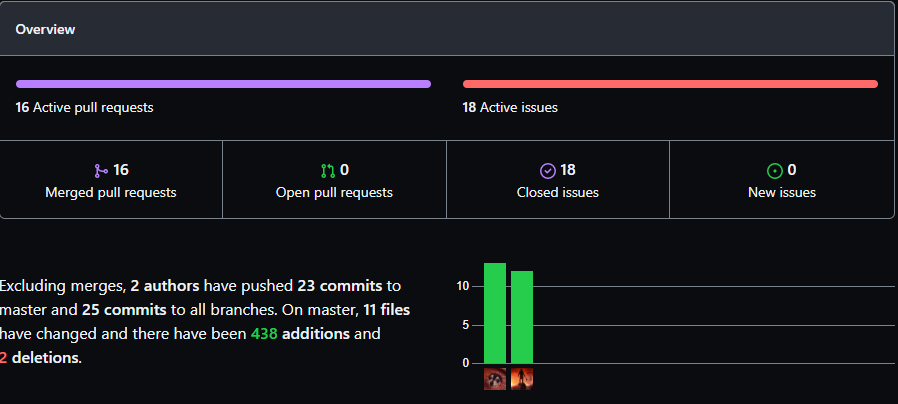 Overview
16 Active pull requests
18 Active issues
16
Merged pull requests
0
Open pull requests
18
Closed issues
0
New issues
Excluding merges, 2 authors have pushed 23 commits to
master and 25 commits to all branches. On master, 11 files
have changed and there have been 438 additions and
2 deletions.
10
5
0